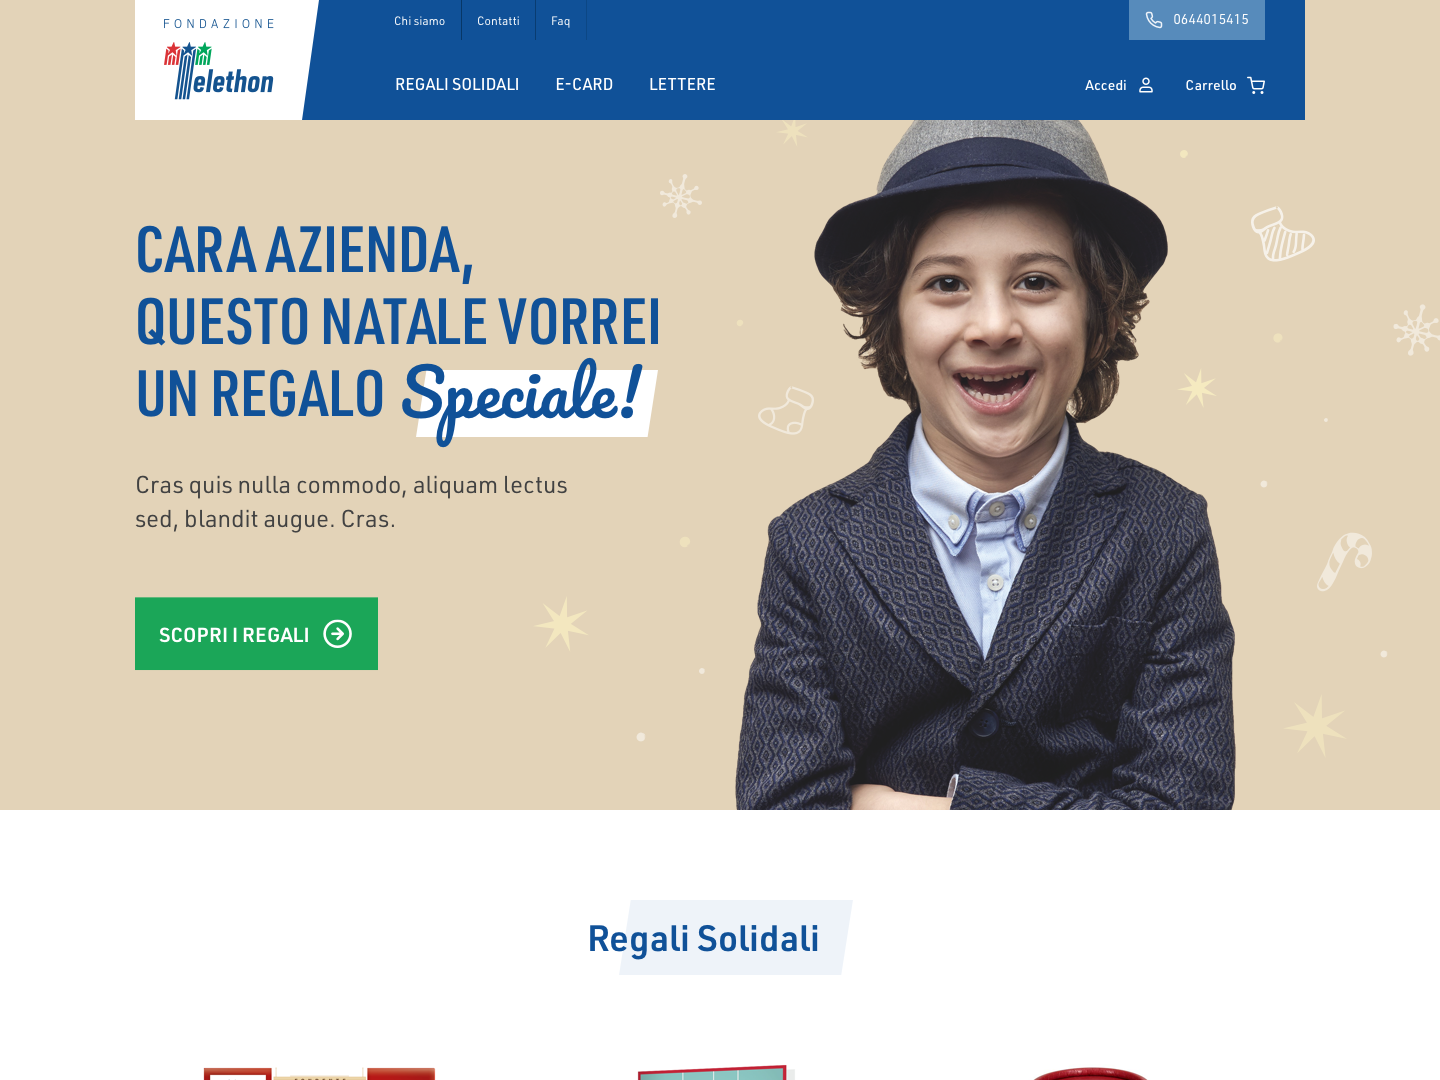 FONDAZIONE
Telethon
Chi siamo
Contatti
Faq
0644015415
REGALI SOLIDALI
E-CARD
LETTERE
Accedi
Carrello
CARA AZIENDA,
QUESTO NATALE VORREI
UN REGALO Speciale!
Cras quis nulla commodo, aliquam lectus
sed, blandit augue. Cras.
SCOPRI I REGALI
Regali Solidali